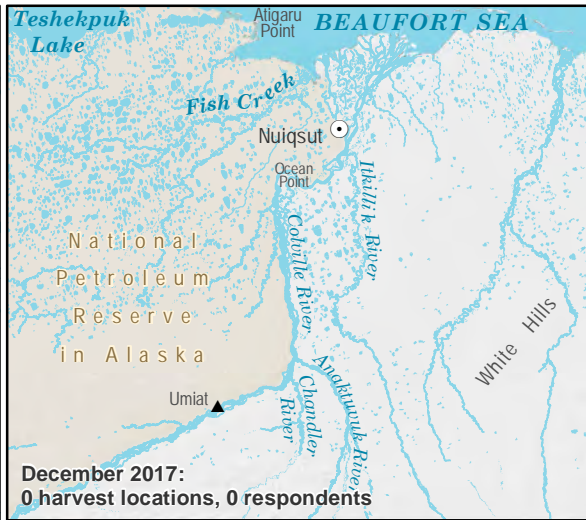 Teshekpuk
Lake
Atigaru
Point
BEAUFORT SEA
Fish Creek
Nuiqsut
Ocean
Point
Itkillik River
Colville River
National
Petroleum
Reserve
in Alaska
White Hills
Umiat
Chandler
River
Anaktuvuk River
December 2017:
0 harvest locations, 0 respondents